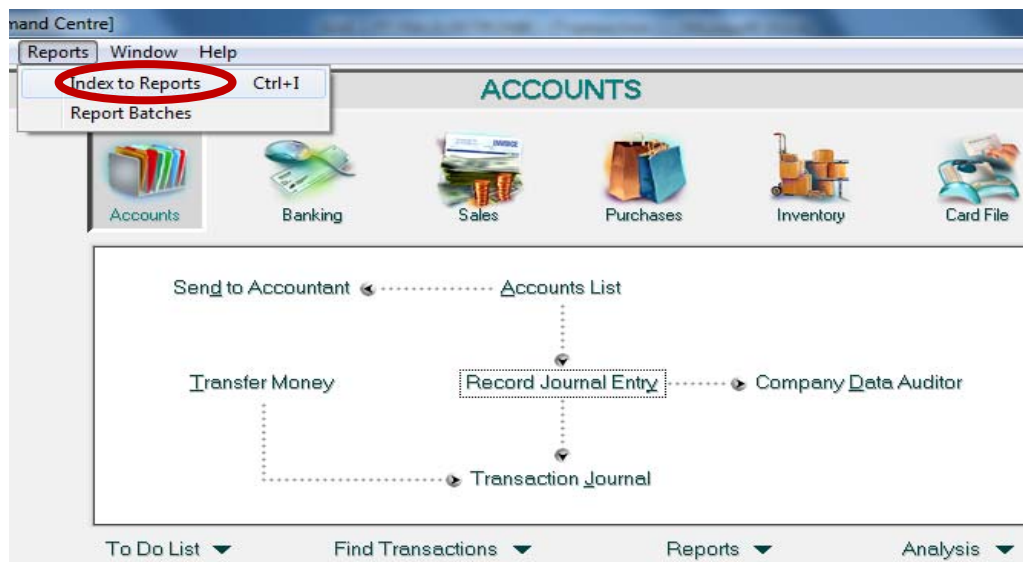 mand Centre]
Reports Window Help
Index to Reports Ctrl+I
Report Batches
ACCOUNTS
INVOICE
Accounts Banking Sales Purchases Inventory Card File
Send to Accountant Accounts List
Transfer Money Record Journal Entry Company Data Auditor
Transaction Journal
To Do List Find Transactions Reports Analysis